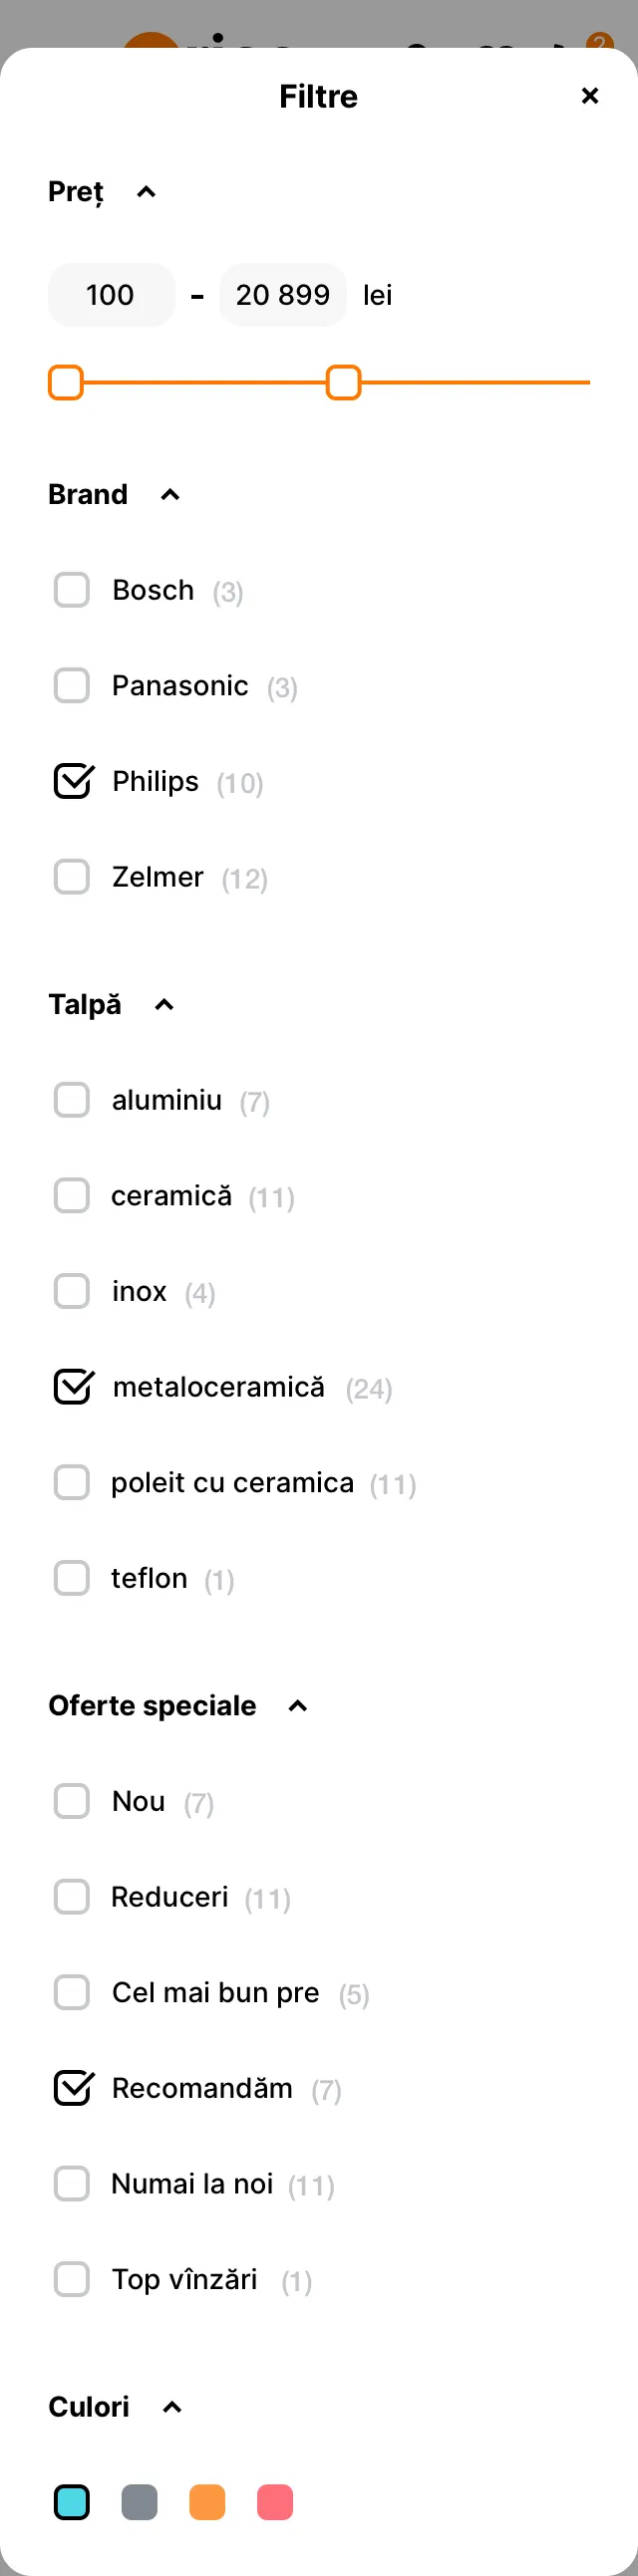 2
Filtre
Preț
100 - 20 899 lei
Brand
Bosch (3)
Panasonic (3)
Philips (10)
Zelmer (12)
Talpă
aluminiu (7)
ceramică (11)
inox (4)
metaloceramică (24)
poleit cu ceramica (11)
teflon (1)
Oferte speciale
Nou (7)
Reduceri (11)
Cel mai bun pre (5)
Recomandăm (7)
Numai la noi (11)
Top vînzări (1)
Culori